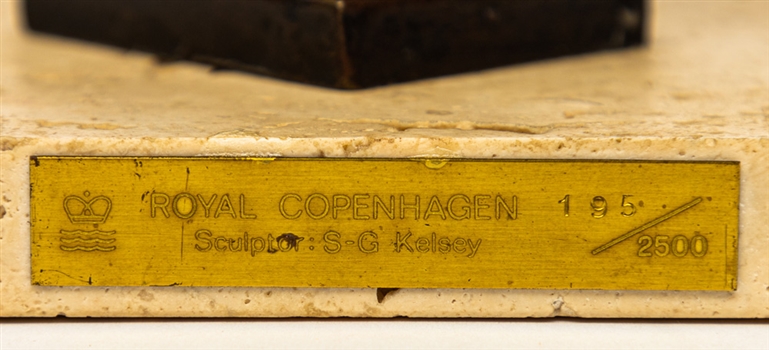 ROYAL COPENHAGEN 195/2500
Sculptor: S-G Kelsey